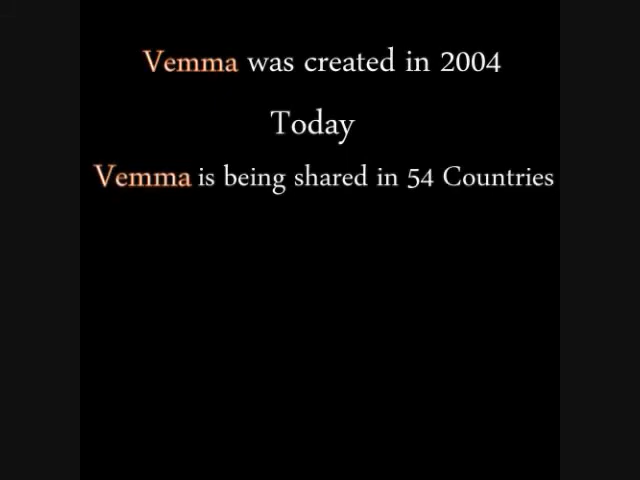 Vemma was created in 2004
Today
Vemma is being shared in 54 Countries